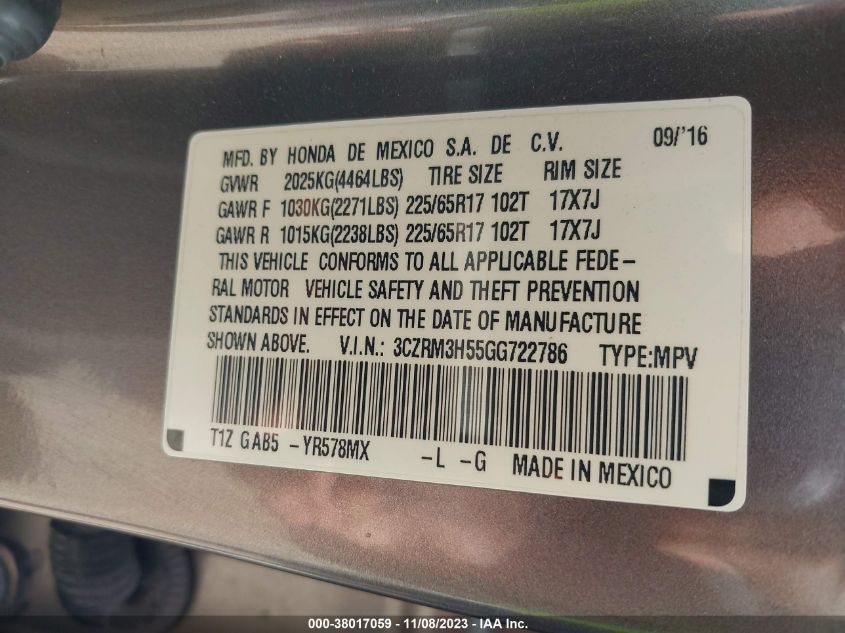 MFD. BY HONDA DE MEXICO S.A. DE C.V. 09/'16
GVWR 2025KG(4464LBS) TIRE SIZE RIM SIZE
GAWR F 1030KG(2271LBS) 225/65R17 102T 17X7J
GAWR R 1015KG(2238LBS) 225/65R17 102T 17X7J
THIS VEHICLE CONFORMS TO ALL APPLICABLE FEDE-
RAL MOTOR VEHICLE SAFETY AND THEFT PREVENTION
STANDARDS IN EFFECT ON THE DATE OF MANUFACTURE
SHOWN ABOVE. V.I.N.: 3CZRM3H55GG722786 TYPE:MPV
T1Z GAB5 -YR578MX -L -G MADE IN MEXICO
000-38017059 - 11/08/2023 - IAA Inc.